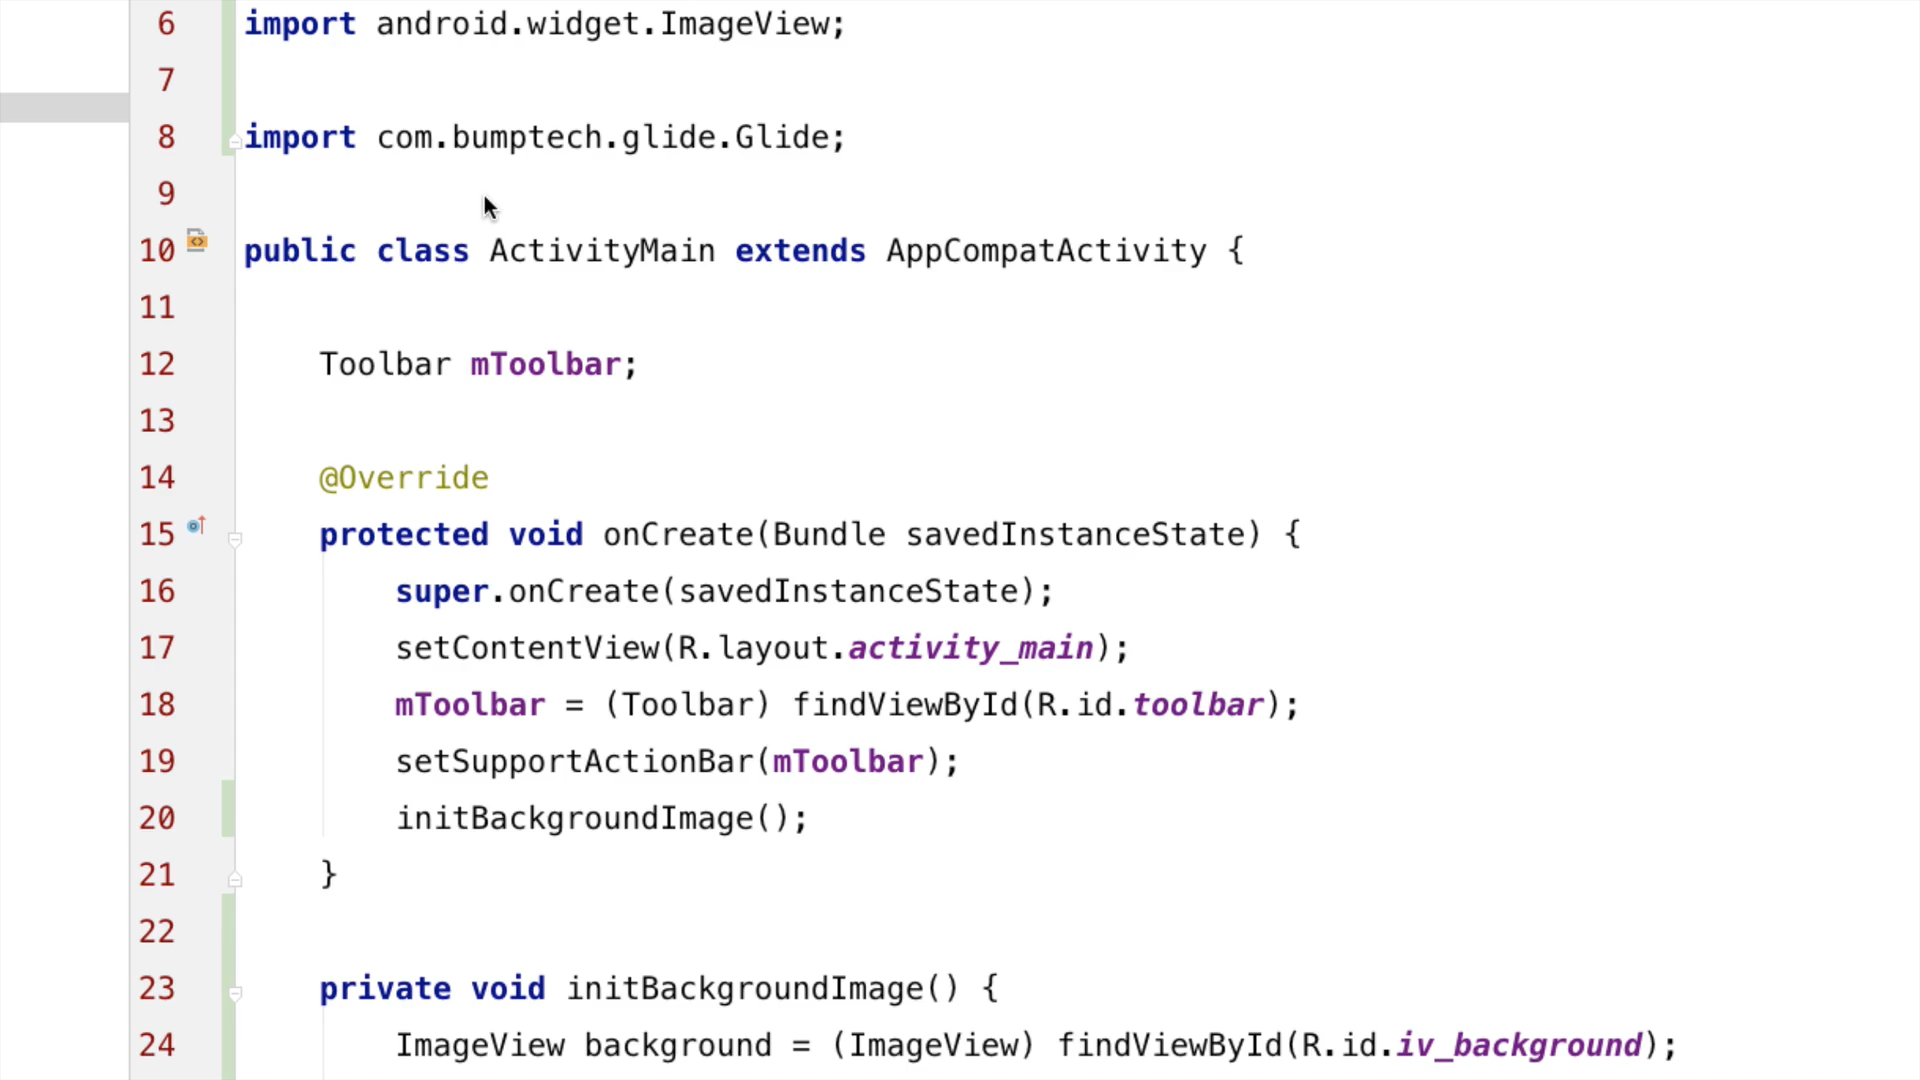 6 import android.widget.ImageView;
7
8 import com.bumptech.glide.Glide;
9
10 public class ActivityMain extends AppCompatActivity {
11
12 Toolbar mToolbar;
13
14 @Override
15 protected void onCreate(Bundle savedInstanceState) {
16 super.onCreate(savedInstanceState);
17 setContentView(R.layout.activity_main);
18 mToolbar = (Toolbar) findViewById(R.id.toolbar);
19 setSupportActionBar(mToolbar);
20 initBackgroundImage();
21 }
22
23 private void initBackgroundImage() {
24 ImageView background = (ImageView) findViewById(R.id.iv_background);